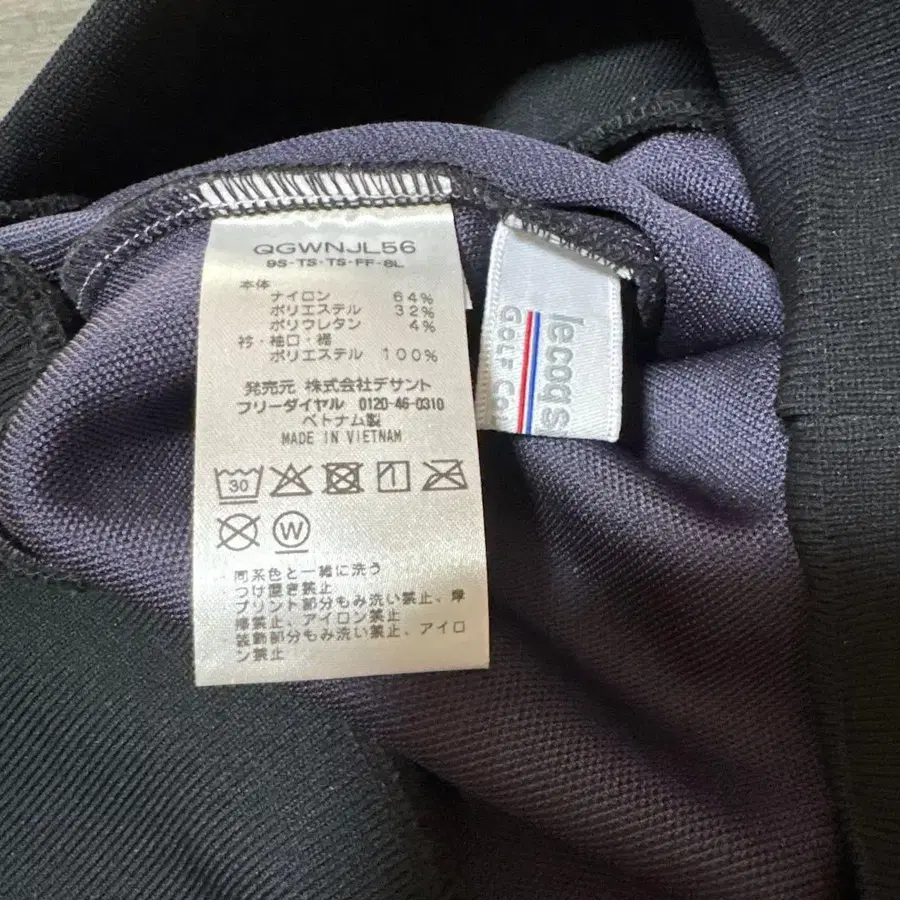 QGWNJL56
9S-TS-TS-FF-8L
本体
ナイロン 64%
ポリエステル 32%
ポリウレタン 4%
衿・袖口・裾
ポリエステル 100%
発売元 株式会社デサント
フリーダイヤル 0120-46-0310
ベトナム製
MADE IN VIETNAM
30
W
同系色と一緒に洗う
つけ置き禁止
プリント部分もみ洗い禁止、摩
擦禁止、アイロン禁止
装飾部分もみ洗い禁止、アイロ
ン禁止
lecoq s
GOLF Co